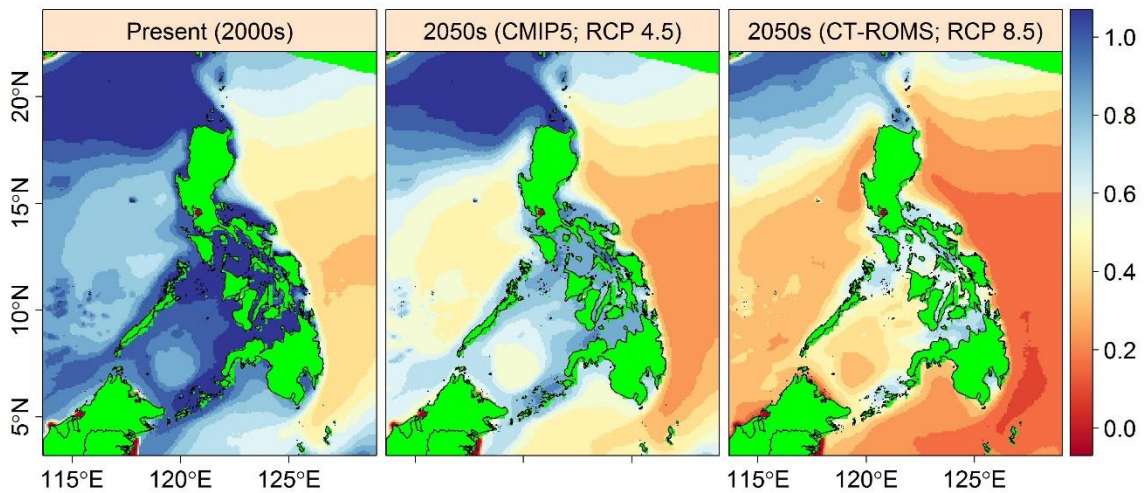 Present (2000s)
2050s (CMIP5; RCP 4.5)
2050s (CT-ROMS; RCP 8.5)
20°N
15°N
10°N
5°N
115°E
120°E
125°E
115°E
120°E
125°E
1.0
0.8
0.6
0.4
0.2
0.0